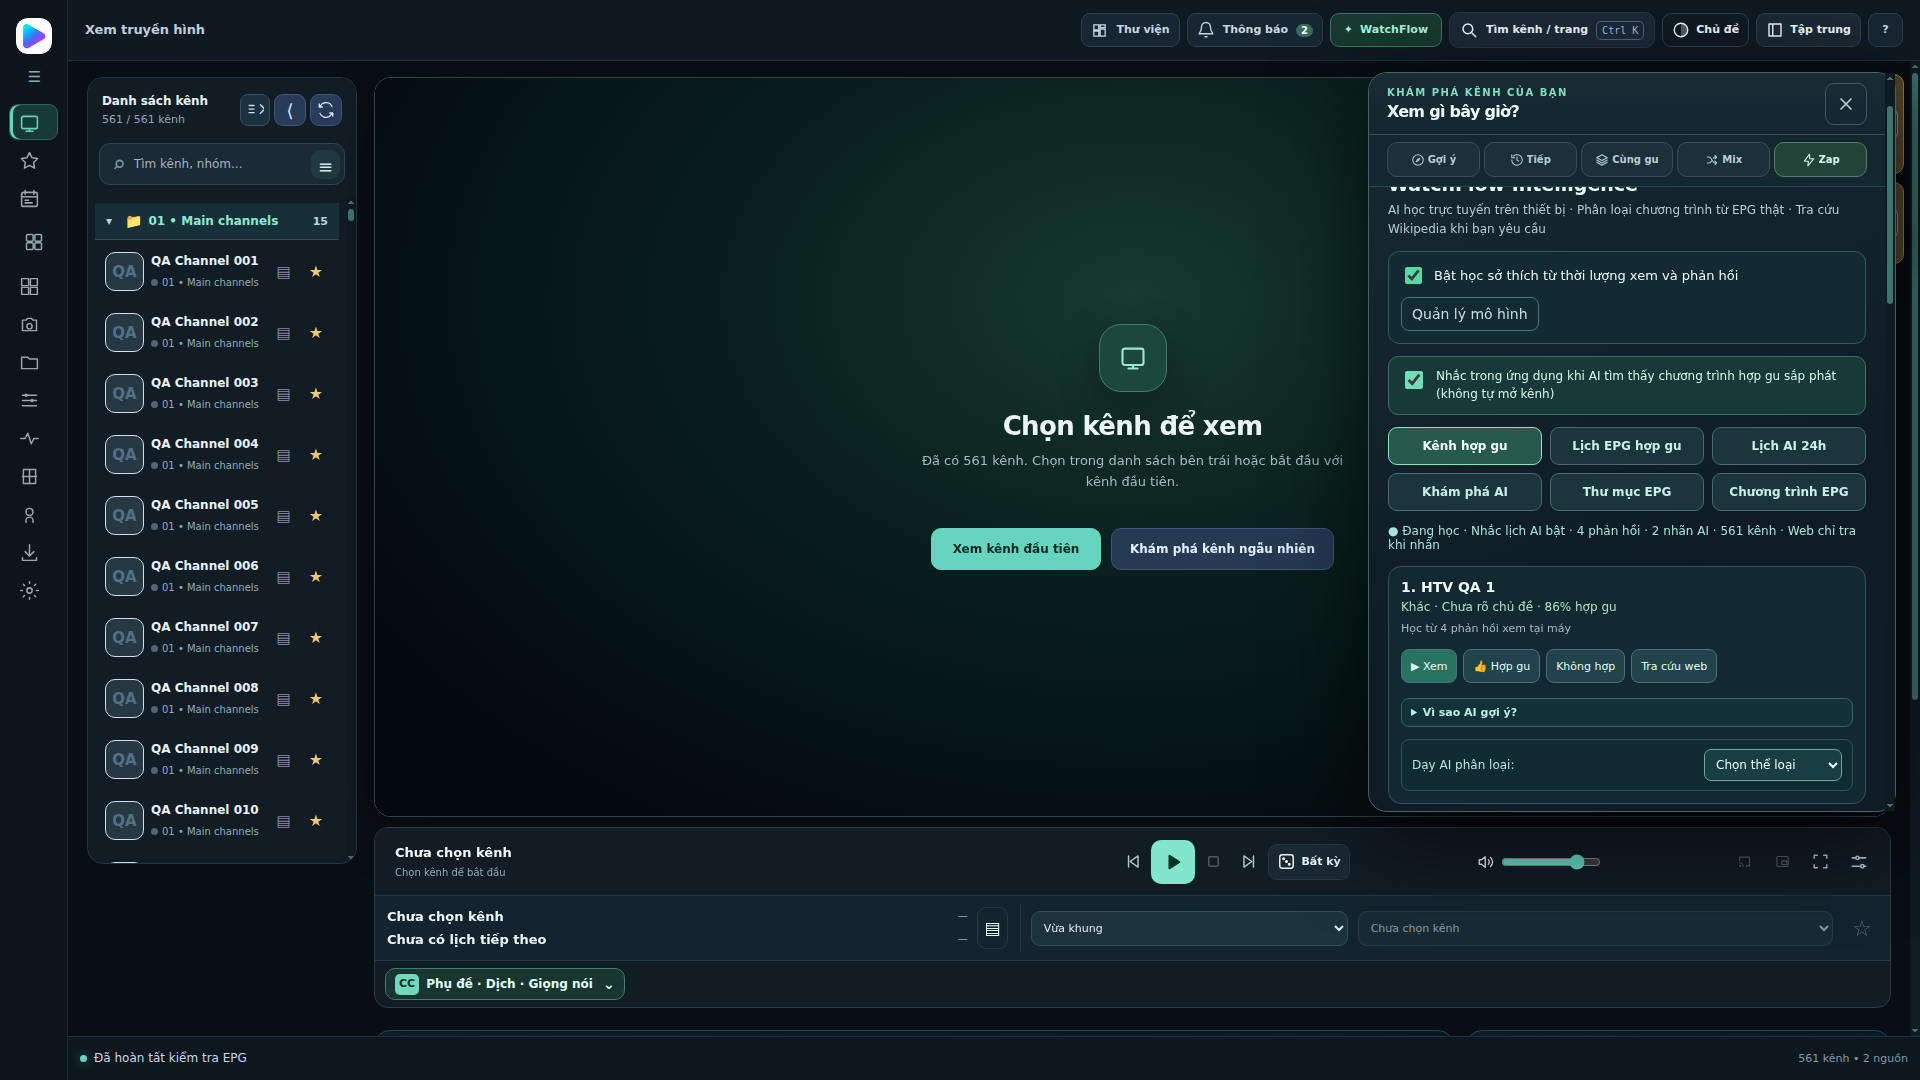 Xem truyền hình
Thư viện
Thông báo 2
WatchFlow
Tìm kênh / trang Ctrl K
Chủ đề
Tập trung
?
Danh sách kênh
561 / 561 kênh
Tìm kênh, nhóm...
01 • Main channels 15
QA
QA Channel 001
01 • Main channels
QA
QA Channel 002
01 • Main channels
QA
QA Channel 003
01 • Main channels
QA
QA Channel 004
01 • Main channels
QA
QA Channel 005
01 • Main channels
QA
QA Channel 006
01 • Main channels
QA
QA Channel 007
01 • Main channels
QA
QA Channel 008
01 • Main channels
QA
QA Channel 009
01 • Main channels
QA
QA Channel 010
01 • Main channels
Chọn kênh để xem
Đã có 561 kênh. Chọn trong danh sách bên trái hoặc bắt đầu với
kênh đầu tiên.
Xem kênh đầu tiên
Khám phá kênh ngẫu nhiên
KHÁM PHÁ KÊNH CỦA BẠN
Xem gì bây giờ?
Gợi ý
Tiếp
Cùng gu
Mix
Zap
WatchFlow Intelligence
AI học trực tuyến trên thiết bị · Phân loại chương trình từ EPG thật · Tra cứu
Wikipedia khi bạn yêu cầu
Bật học sở thích từ thời lượng xem và phản hồi
Quản lý mô hình
Nhắc trong ứng dụng khi AI tìm thấy chương trình hợp gu sắp phát
(không tự mở kênh)
Kênh hợp gu
Lịch EPG hợp gu
Lịch AI 24h
Khám phá AI
Thư mục EPG
Chương trình EPG
● Đang học · Nhắc lịch AI bật · 4 phản hồi · 2 nhãn AI · 561 kênh · Web chỉ tra
khi nhấn
1. HTV QA 1
Khác · Chưa rõ chủ đề · 86% hợp gu
Học từ 4 phản hồi xem tại máy
▶ Xem
👍 Hợp gu
Không hợp
Tra cứu web
Vì sao AI gợi ý?
Dạy AI phân loại:
Chọn thể loại
Chưa chọn kênh
Chọn kênh để bắt đầu
Bất kỳ
Chưa chọn kênh —
Chưa có lịch tiếp theo —
Vừa khung
Chưa chọn kênh
CC Phụ đề · Dịch · Giọng nói
Đã hoàn tất kiểm tra EPG
561 kênh • 2 nguồn